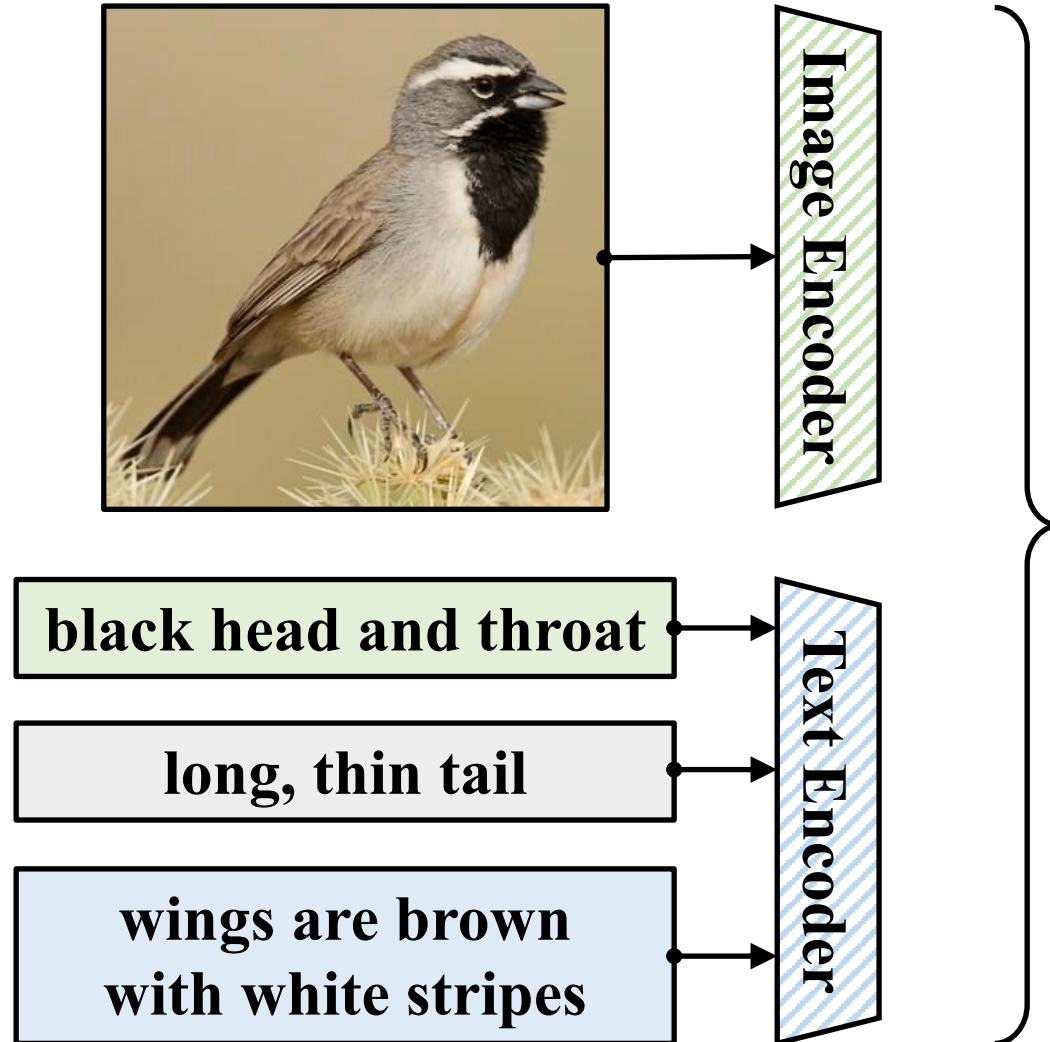 Image Encoder
black head and throat
long, thin tail
wings are brown
with white stripes
Text Encoder